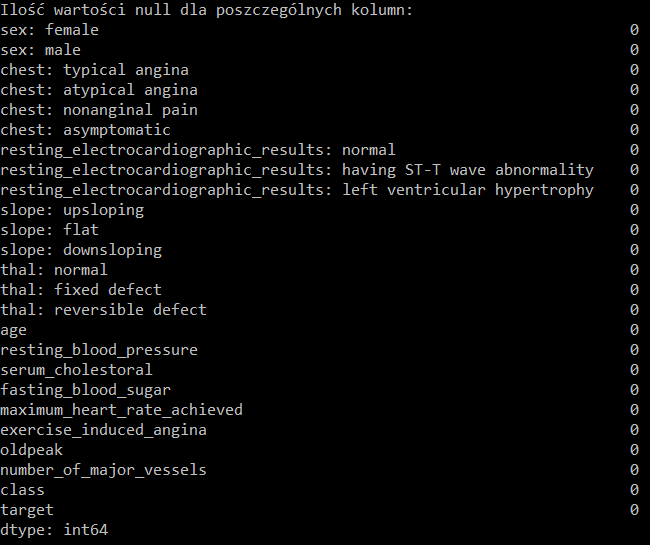 Ilość wartości null dla poszczególnych kolumn:
sex: female 0
sex: male 0
chest: typical angina 0
chest: atypical angina 0
chest: nonanginal pain 0
chest: asymptomatic 0
resting_electrocardiographic_results: normal 0
resting_electrocardiographic_results: having ST-T wave abnormality 0
resting_electrocardiographic_results: left ventricular hypertrophy 0
slope: upsloping 0
slope: flat 0
slope: downsloping 0
thal: normal 0
thal: fixed defect 0
thal: reversible defect 0
age 0
resting_blood_pressure 0
serum_cholestoral 0
fasting_blood_sugar 0
maximum_heart_rate_achieved 0
exercise_induced_angina 0
oldpeak 0
number_of_major_vessels 0
class 0
target 0
dtype: int64